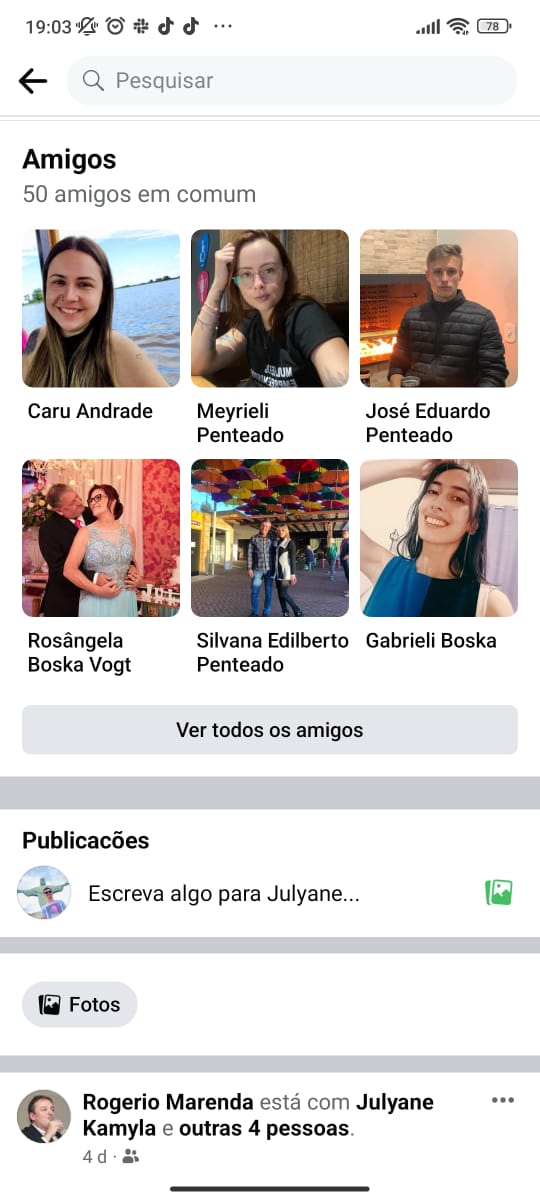 19:03
78
Pesquisar
Amigos
50 amigos em comum
Caru Andrade
Meyrieli
Penteado
José Eduardo
Penteado
Rosângela
Boska Vogt
Silvana Edilberto
Penteado
Gabrieli Boska
Ver todos os amigos
Publicacões
Escreva algo para Julyane...
Fotos
Rogerio Marenda está com Julyane
Kamyla e outras 4 pessoas.
4 d ·